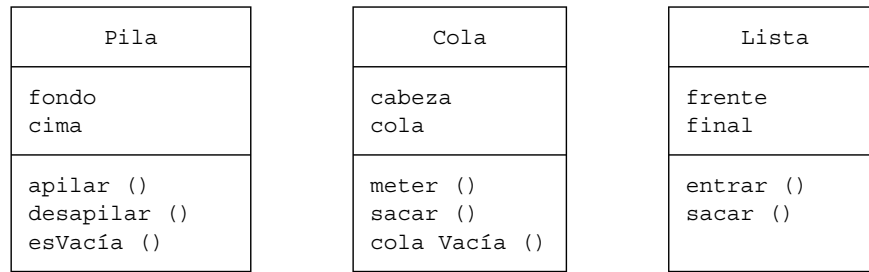 Pila
fondo
cima
apilar ()
desapilar ()
esVacía ()
Cola
cabeza
cola
meter ()
sacar ()
cola Vacía ()
Lista
frente
final
entrar ()
sacar ()